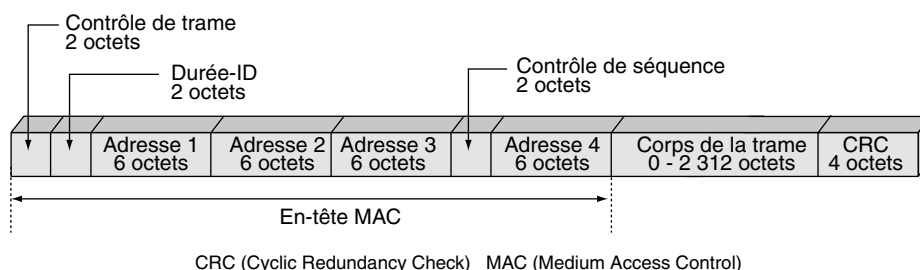 Contrôle de trame
2 octets
Durée-ID
2 octets
Contrôle de séquence
2 octets
Adresse 1
6 octets
Adresse 2
6 octets
Adresse 3
6 octets
Adresse 4
6 octets
Corps de la trame
0 - 2 312 octets
CRC
4 octets
En-tête MAC
CRC (Cyclic Redundancy Check) MAC (Medium Access Control)